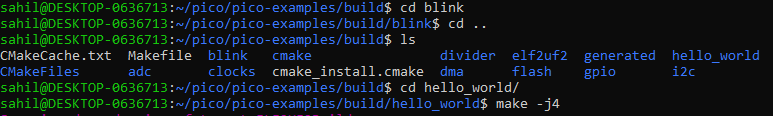 sahil@DESKTOP-0636713:~/pico/pico-examples/build$ cd blink
sahil@DESKTOP-0636713:~/pico/pico-examples/build/blink$ cd ..
sahil@DESKTOP-0636713:~/pico/pico-examples/build$ ls
CMakeCache.txt Makefile blink cmake divider elf2uf2 generated hello_world
CMakeFiles adc clocks cmake_install.cmake dma flash gpio i2c
sahil@DESKTOP-0636713:~/pico/pico-examples/build$ cd hello_world/
sahil@DESKTOP-0636713:~/pico/pico-examples/build/hello_world$ make -j4